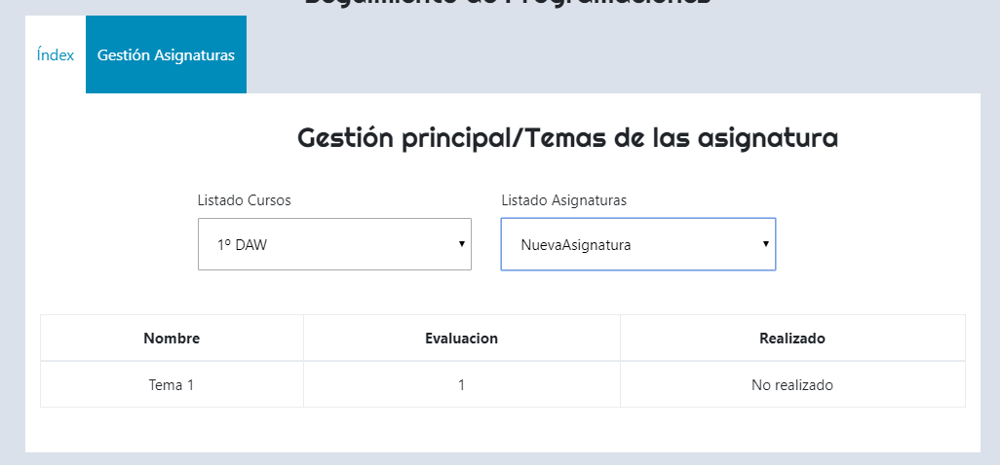 Seguimiento de Programaciones
Índex
Gestión Asignaturas
Gestión principal/Temas de las asignatura
Listado Cursos
Listado Asignaturas
1º DAW
NuevaAsignatura
Nombre Evaluacion Realizado
Tema 1 1 No realizado